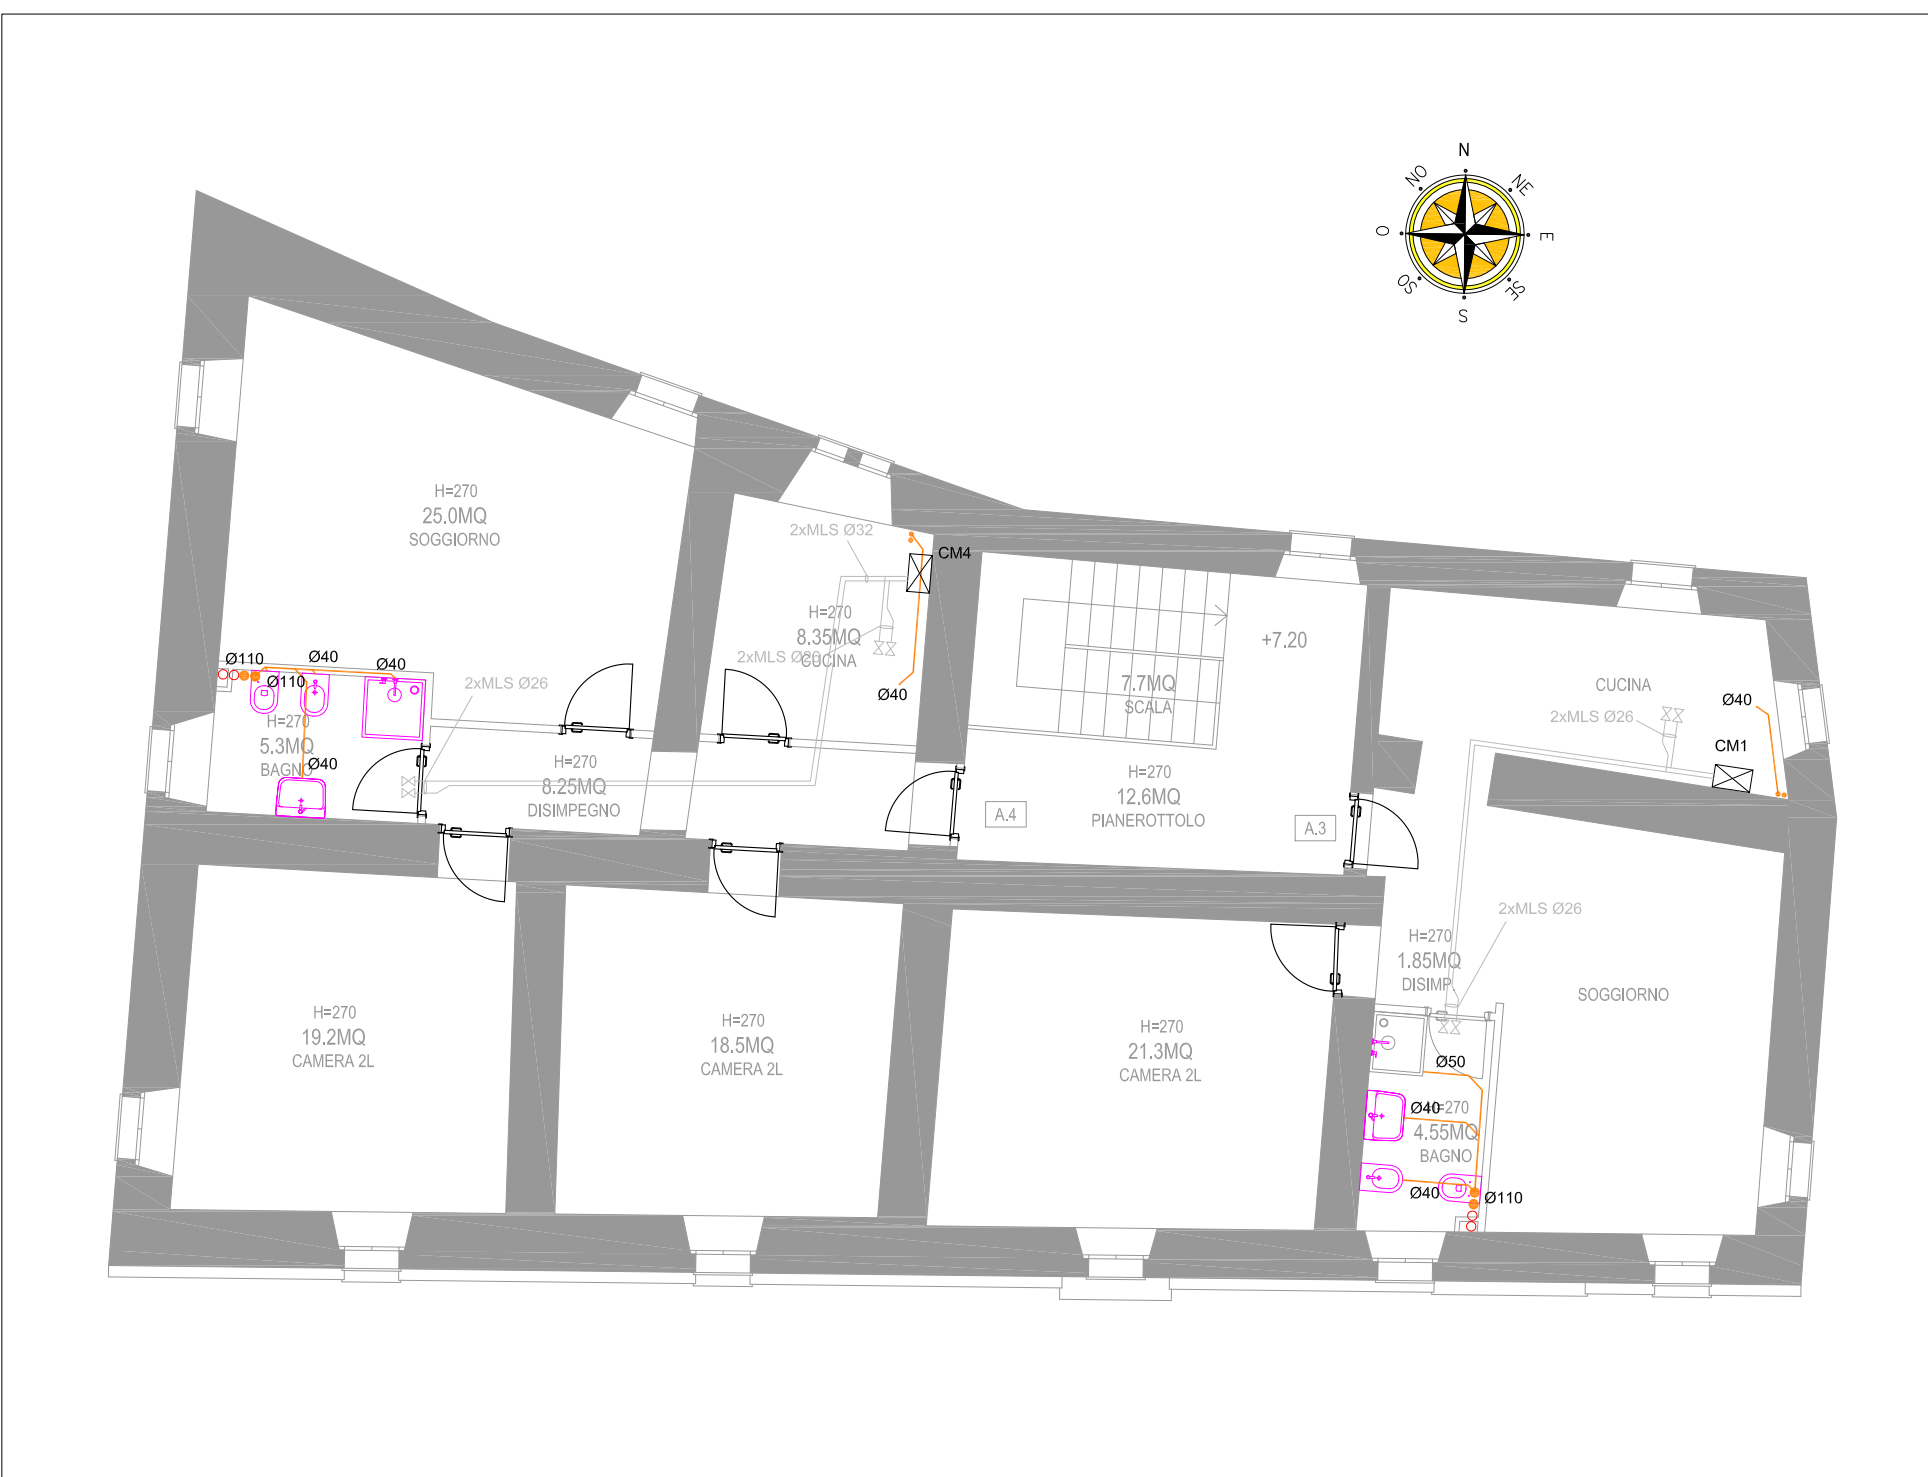 N
NO
NE
O
E
SO
SE
S
H=270
25.0MQ
SOGGIORNO
2xMLS Ø32
CM4
H=270
8.35MQ
CUCINA
2xMLS Ø20
Ø40
+7.20
7.7MQ
SCALA
CUCINA
2xMLS Ø26
Ø40
CM1
Ø110
Ø40
Ø40
Ø110
2xMLS Ø26
H=270
5.3MQ
BAGNO
Ø40
H=270
8.25MQ
DISIMPEGNO
H=270
12.6MQ
PIANEROTTOLO
A.4
A.3
2xMLS Ø26
H=270
1.85MQ
DISIMP.
SOGGIORNO
H=270
19.2MQ
CAMERA 2L
H=270
18.5MQ
CAMERA 2L
H=270
21.3MQ
CAMERA 2L
Ø50
Ø40
H=270
4.55MQ
BAGNO
Ø40
Ø110